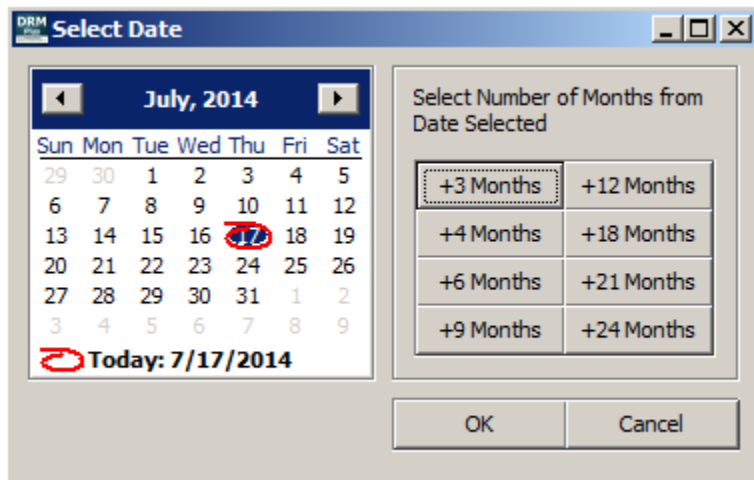 DRM
Plus
Select Date
July, 2014
Sun Mon Tue Wed Thu Fri Sat
29 30 1 2 3 4 5
6 7 8 9 10 11 12
13 14 15 16 17 18 19
20 21 22 23 24 25 26
27 28 29 30 31 1 2
3 4 5 6 7 8 9
Today: 7/17/2014
Select Number of Months from
Date Selected
+3 Months +12 Months
+4 Months +18 Months
+6 Months +21 Months
+9 Months +24 Months
OK Cancel